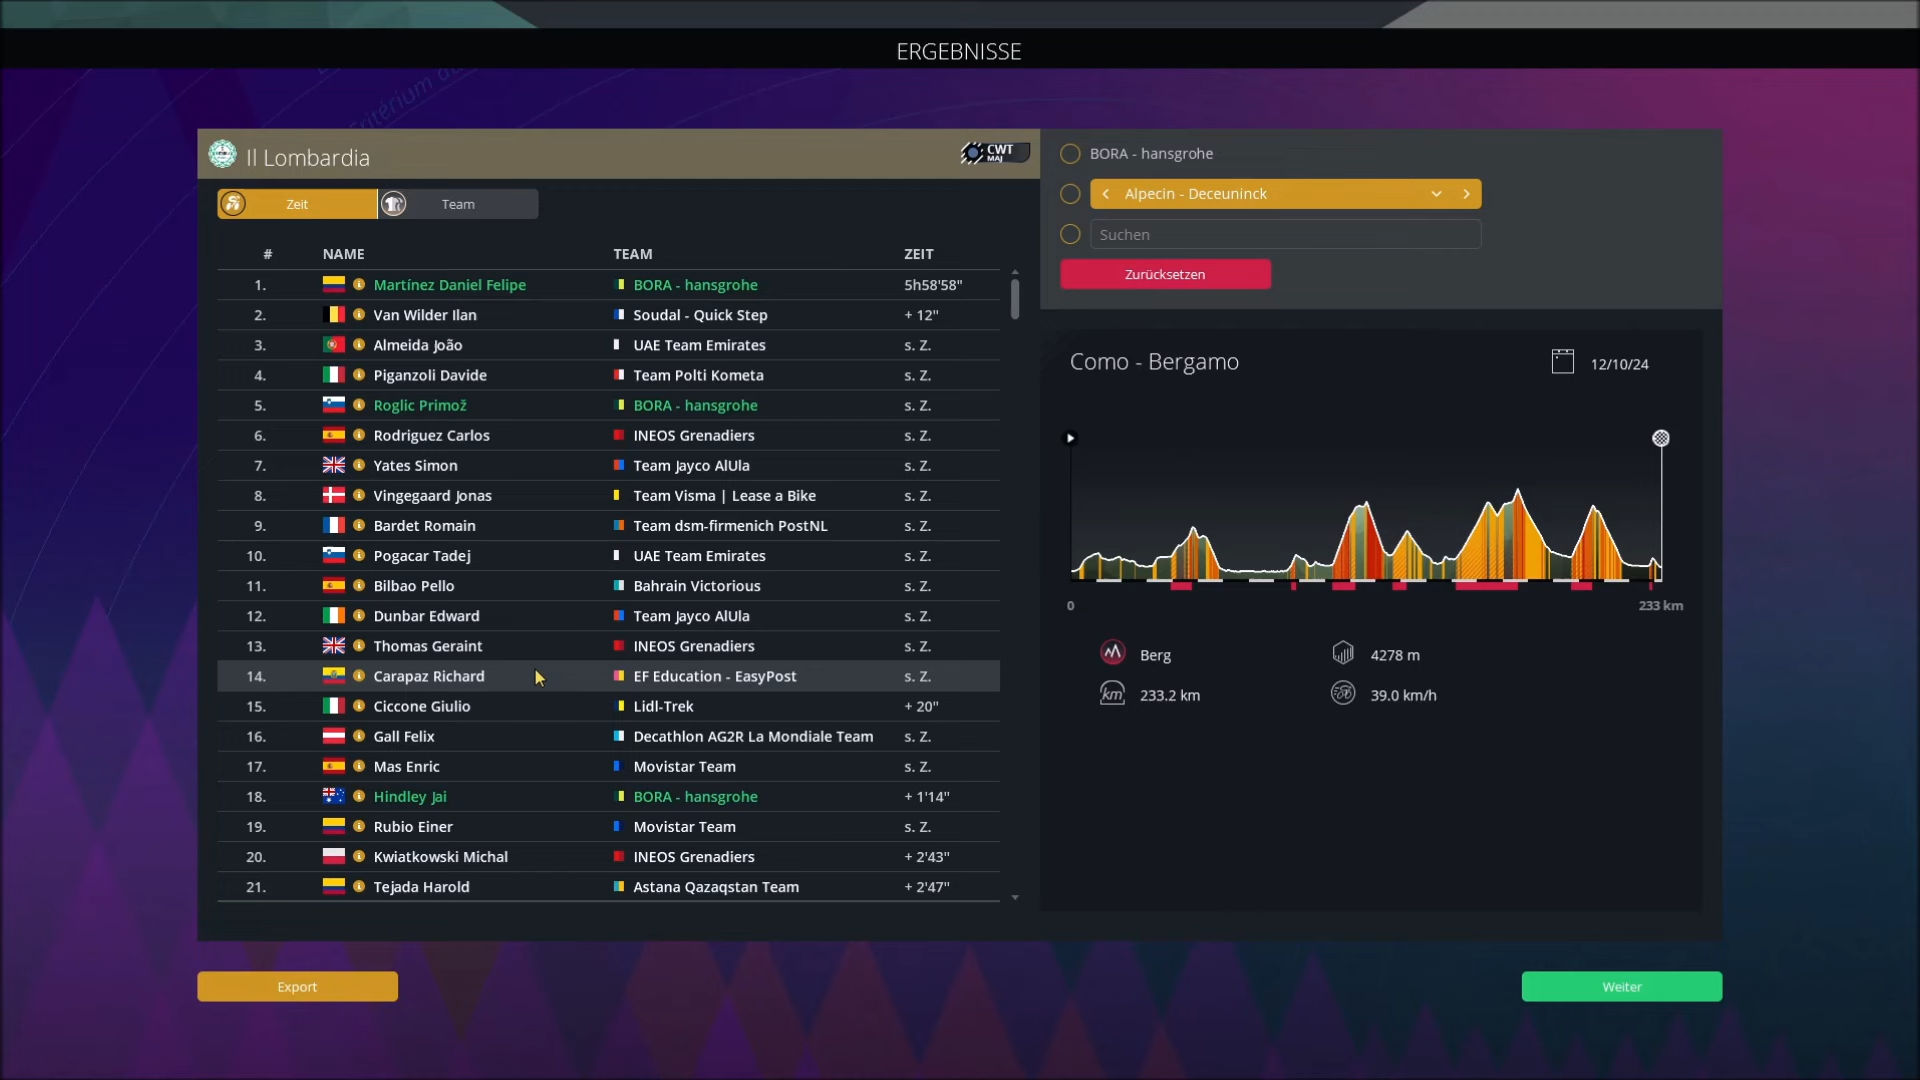 ERGEBNISSE
Critérium du
Il Lombardia
CWT
MAJ
Zeit
Team
# NAME TEAM ZEIT
1. Martínez Daniel Felipe BORA - hansgrohe 5h58'58''
2. Van Wilder Ilan Soudal - Quick Step + 12''
3. Almeida João UAE Team Emirates s. Z.
4. Piganzoli Davide Team Polti Kometa s. Z.
5. Roglic Primož BORA - hansgrohe s. Z.
6. Rodriguez Carlos INEOS Grenadiers s. Z.
7. Yates Simon Team Jayco AlUla s. Z.
8. Vingegaard Jonas Team Visma | Lease a Bike s. Z.
9. Bardet Romain Team dsm-firmenich PostNL s. Z.
10. Pogacar Tadej UAE Team Emirates s. Z.
11. Bilbao Pello Bahrain Victorious s. Z.
12. Dunbar Edward Team Jayco AlUla s. Z.
13. Thomas Geraint INEOS Grenadiers s. Z.
14. Carapaz Richard EF Education - EasyPost s. Z.
15. Ciccone Giulio Lidl-Trek + 20''
16. Gall Felix Decathlon AG2R La Mondiale Team s. Z.
17. Mas Enric Movistar Team s. Z.
18. Hindley Jai BORA - hansgrohe + 1'14''
19. Rubio Einer Movistar Team s. Z.
20. Kwiatkowski Michal INEOS Grenadiers + 2'43''
21. Tejada Harold Astana Qazaqstan Team + 2'47''
BORA - hansgrohe
Alpecin - Deceuninck
Suchen
Zurücksetzen
Como - Bergamo
12/10/24
0
233 km
Berg
4278 m
km
233.2 km
39.0 km/h
Export
Weiter